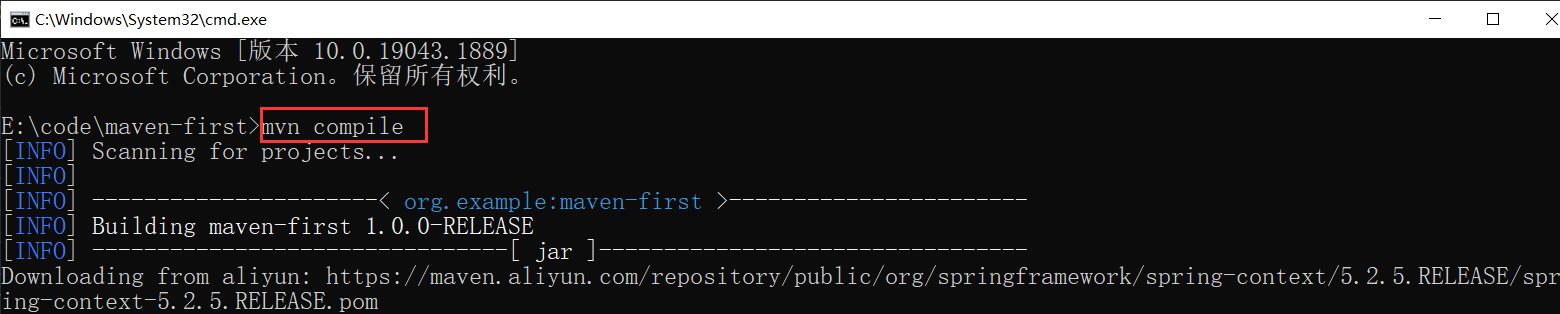 C:\Windows\System32\cmd.exe
Microsoft Windows [版本 10.0.19043.1889]
(c) Microsoft Corporation。保留所有权利。
E:\code\maven-first>mvn compile
[INFO] Scanning for projects...
[INFO]
[INFO] ----------------------< org.example:maven-first >-----------------------
[INFO] Building maven-first 1.0.0-RELEASE
[INFO] --------------------------------[ jar ]---------------------------------
Downloading from aliyun: https://maven.aliyun.com/repository/public/org/springframework/spring-context/5.2.5.RELEASE/spr
ing-context-5.2.5.RELEASE.pom